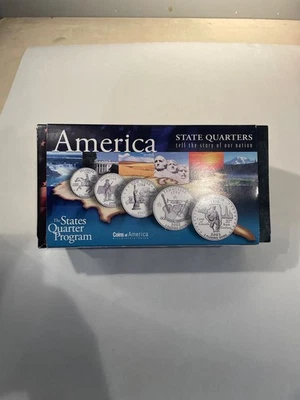 America
STATE QUARTERS
tell the story of our nation
The
States
Quarter
Program
Coins of America